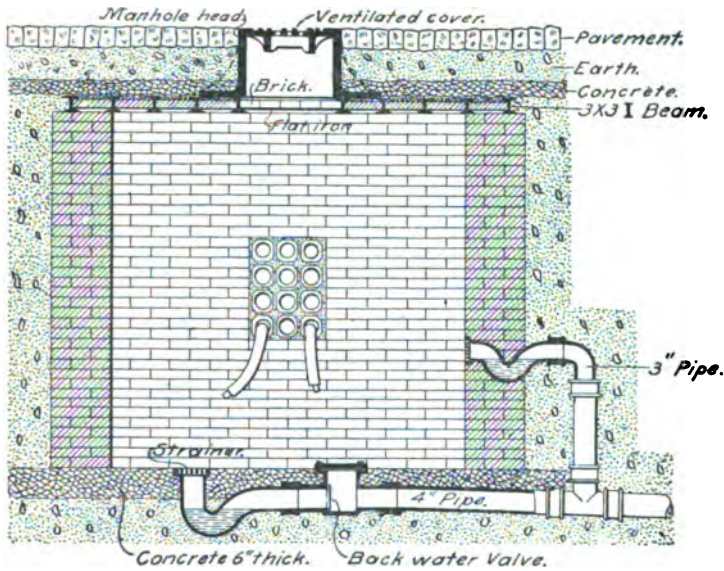 Manhole head.
Ventilated cover.
Pavement.
Earth.
Concrete.
Brick.
3X3 I Beam.
Flat iron
3" Pipe.
Strainer.
4" Pipe.
Concrete 6" thick.
Back water Valve.